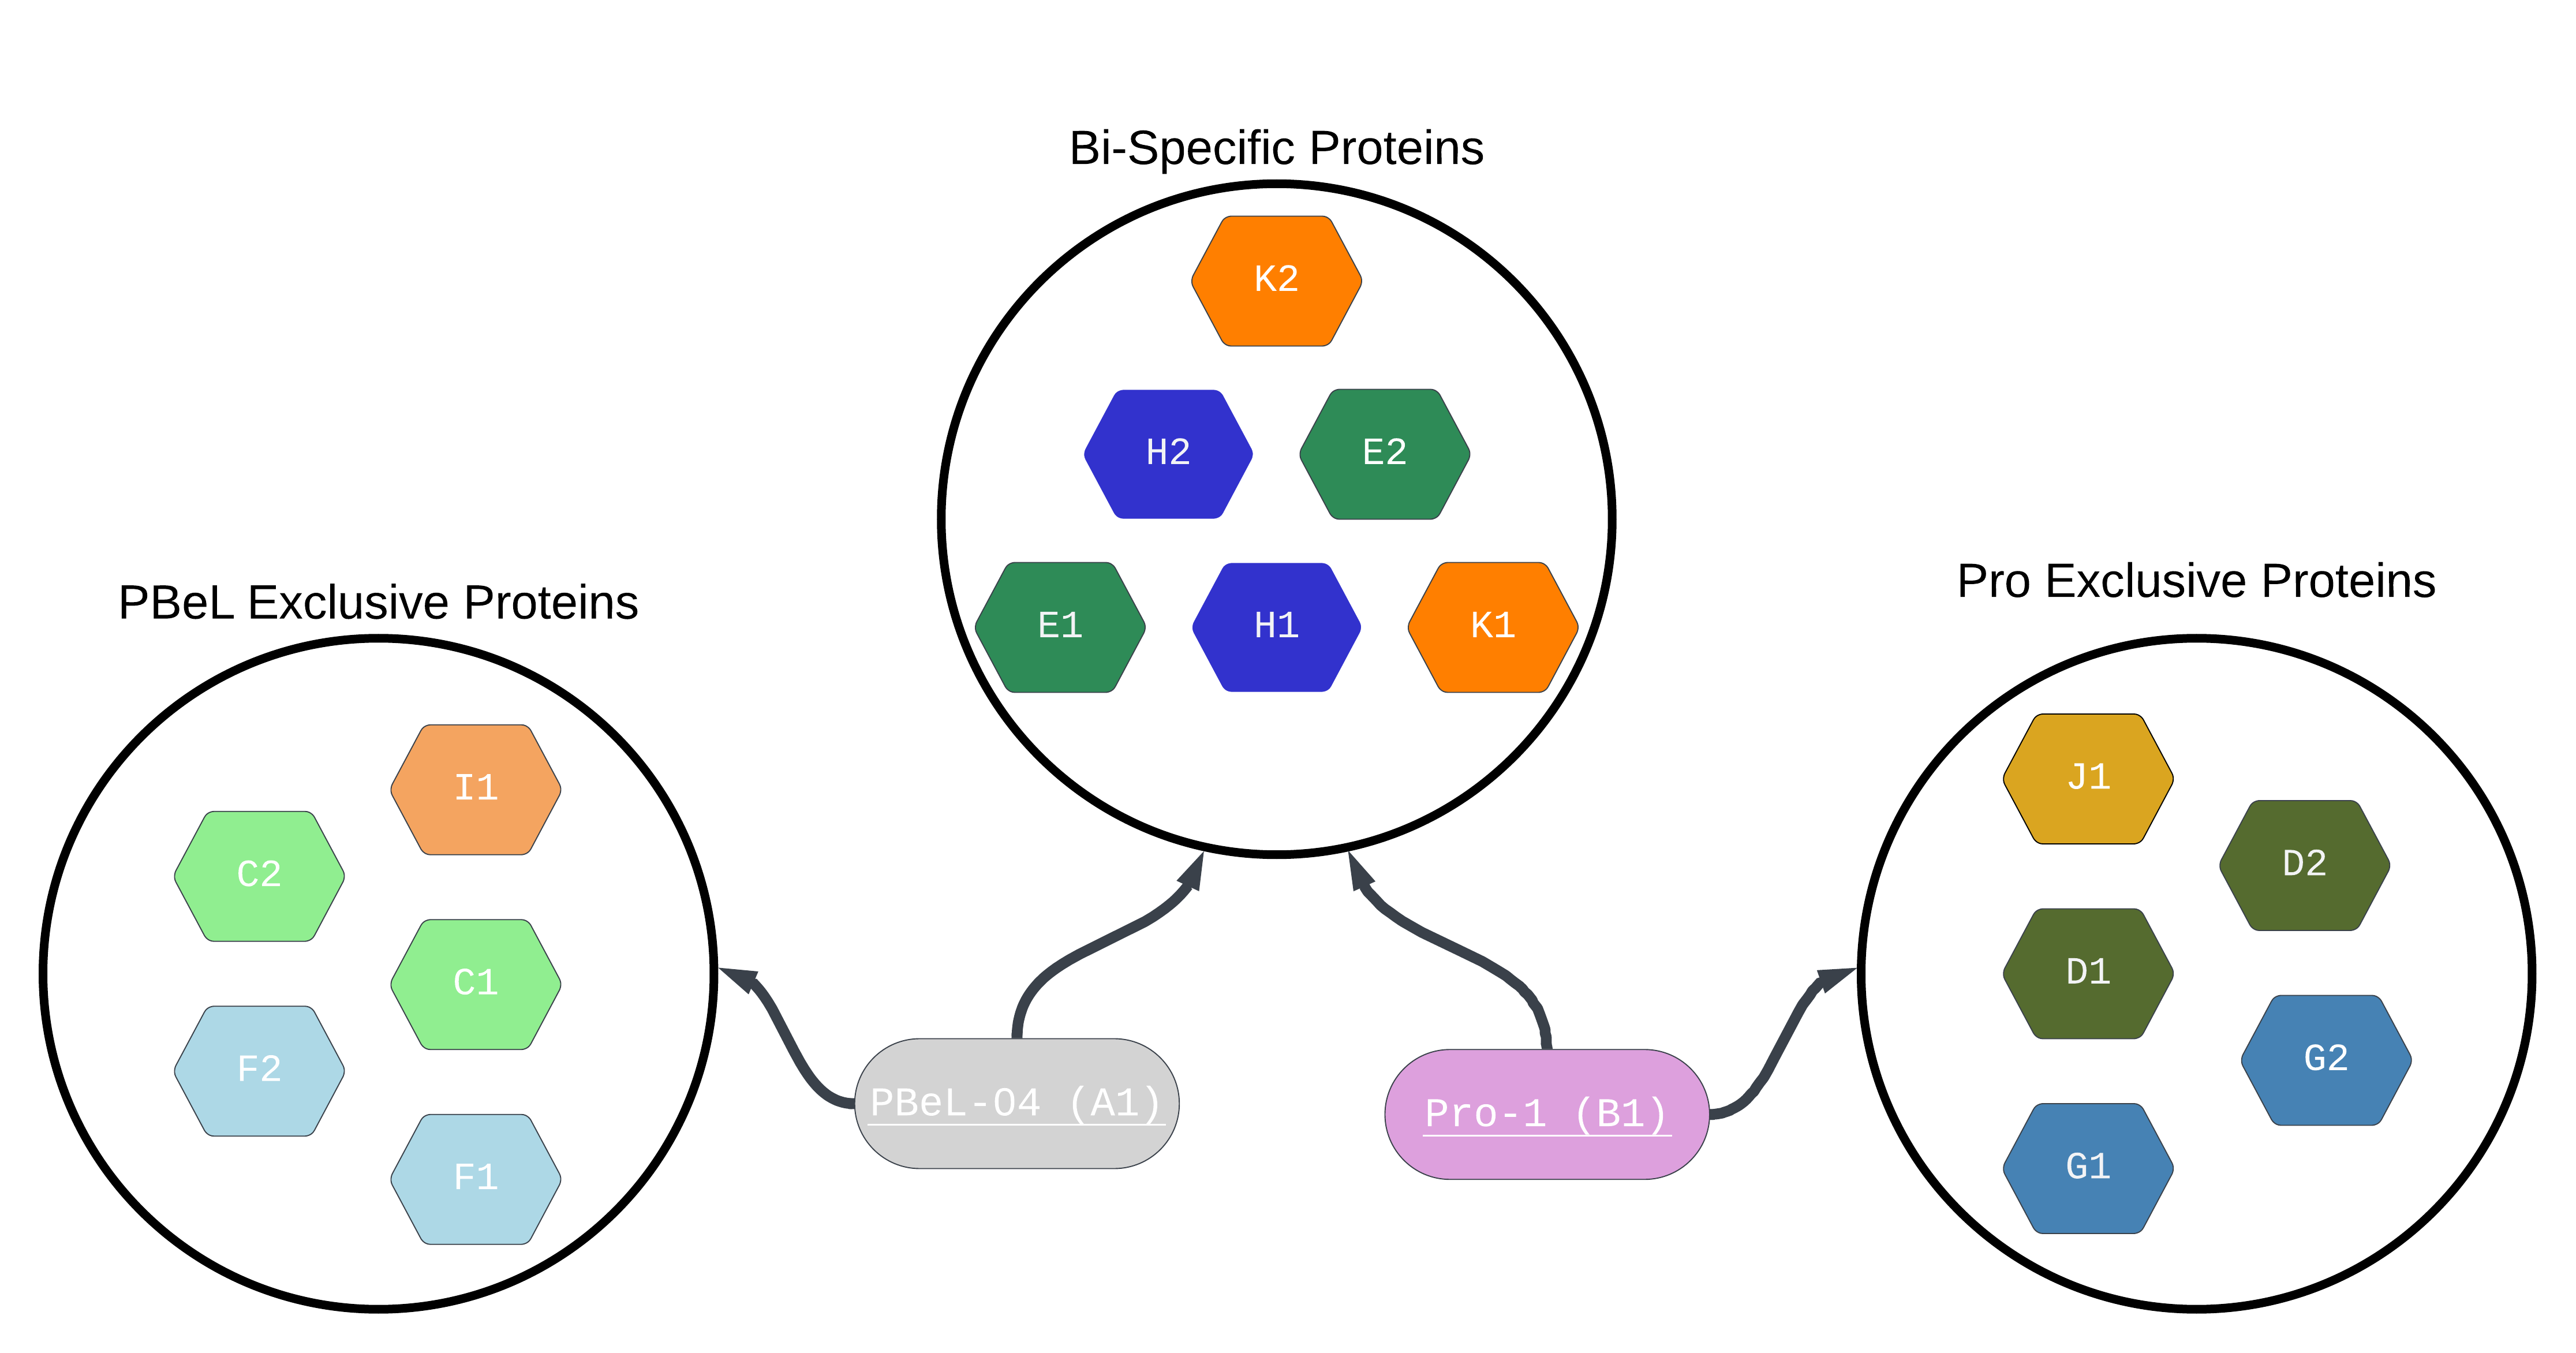 Bi-Specific Proteins
K2
H2
E2
E1
H1
K1
PBeL Exclusive Proteins
I1
C2
C1
F2
F1
Pro Exclusive Proteins
J1
D2
D1
G2
G1
PBeL-04 (A1)
Pro-1 (B1)